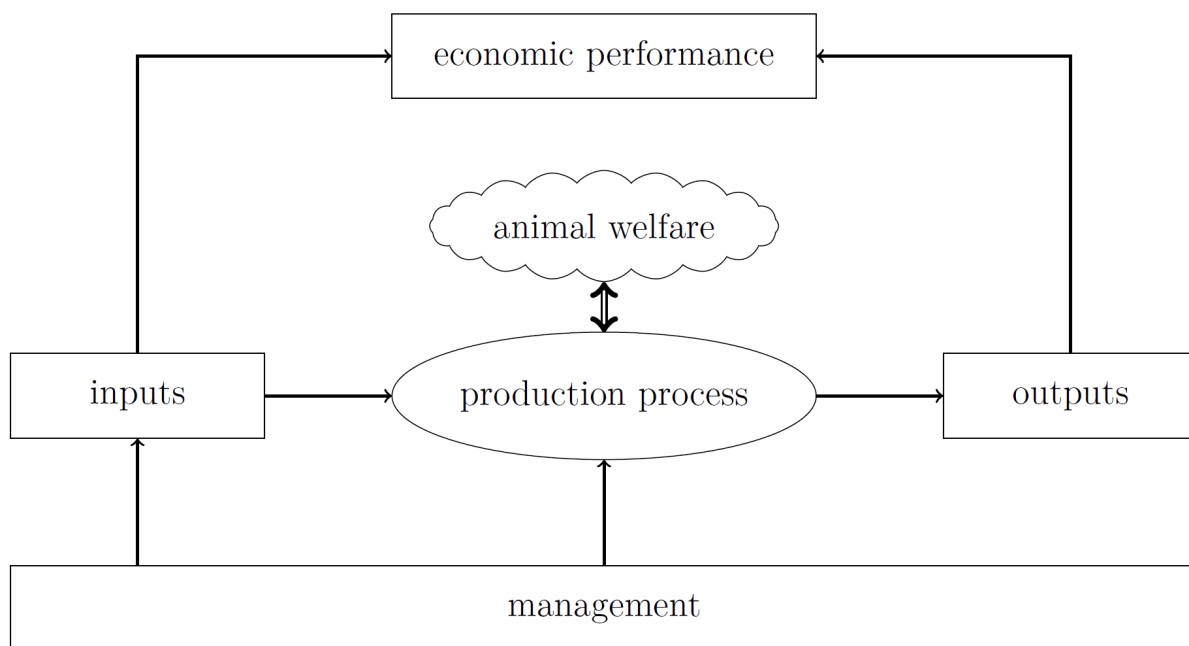 economic performance
animal welfare
inputs
production process
outputs
management